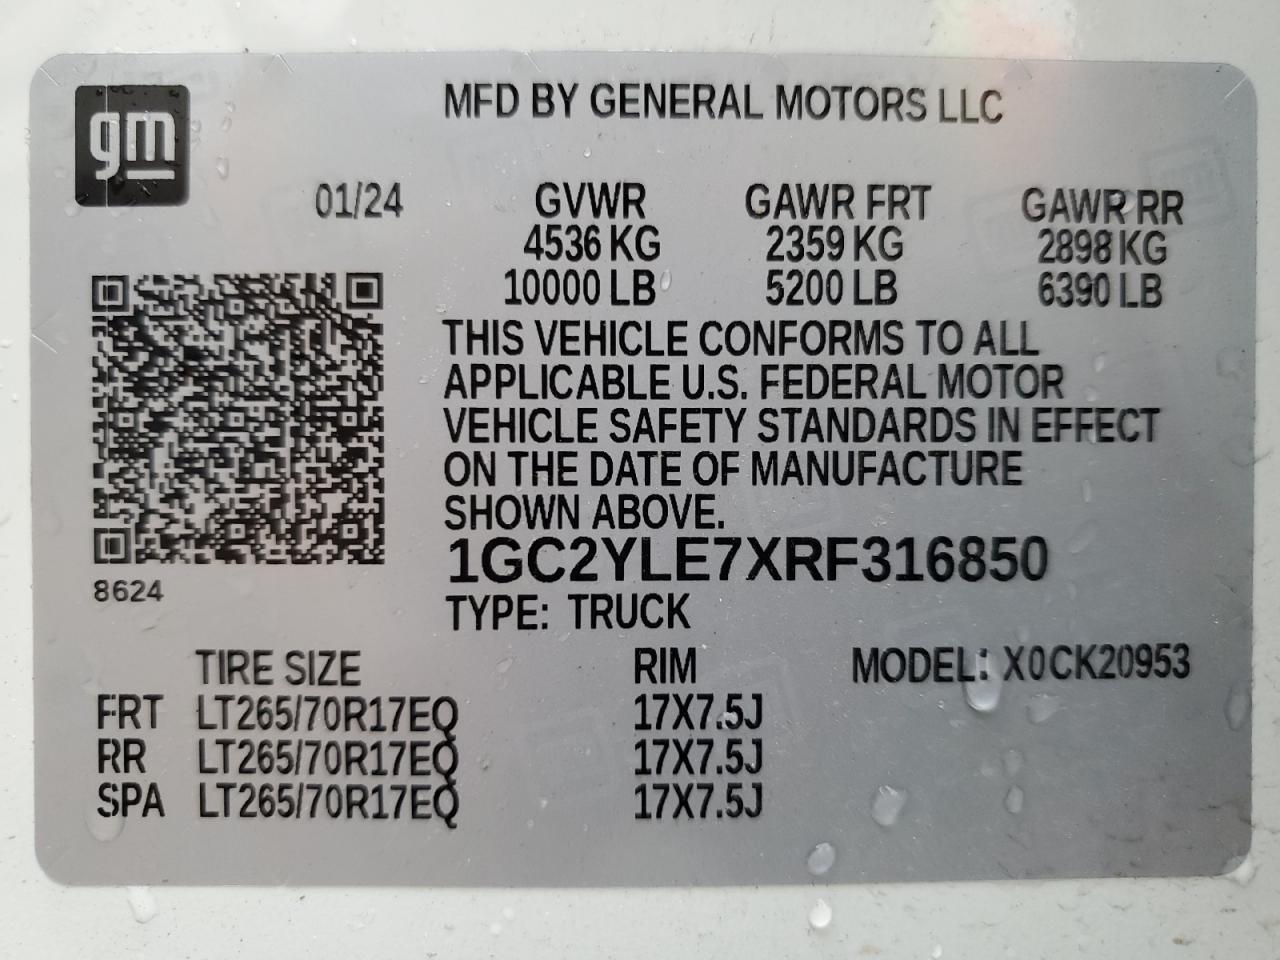 gm
MFD BY GENERAL MOTORS LLC
01/24 GVWR GAWR FRT GAWR RR
4536 KG 2359 KG 2898 KG
10000 LB 5200 LB 6390 LB
THIS VEHICLE CONFORMS TO ALL
APPLICABLE U.S. FEDERAL MOTOR
VEHICLE SAFETY STANDARDS IN EFFECT
ON THE DATE OF MANUFACTURE
SHOWN ABOVE.
1GC2YLE7XRF316850
8624
TYPE: TRUCK
TIRE SIZE RIM MODEL: X0CK20953
FRT LT265/70R17EQ 17X7.5J
RR LT265/70R17EQ 17X7.5J
SPA LT265/70R17EQ 17X7.5J